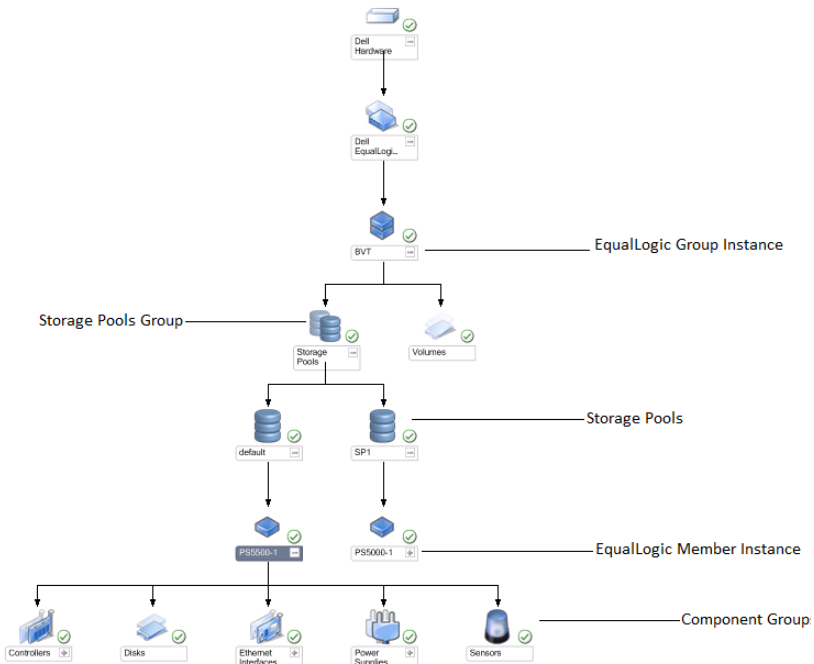 Dell
Hardware
Dell
EqualLogi...
BVT
EqualLogic Group Instance
Storage Pools Group
Storage
Pools
Volumes
Storage Pools
default
SP1
PS5500-1
PS5000-1
EqualLogic Member Instance
Component Group
Controllers
Disks
Ethernet
Interfaces
Power
Supplies
Sensors